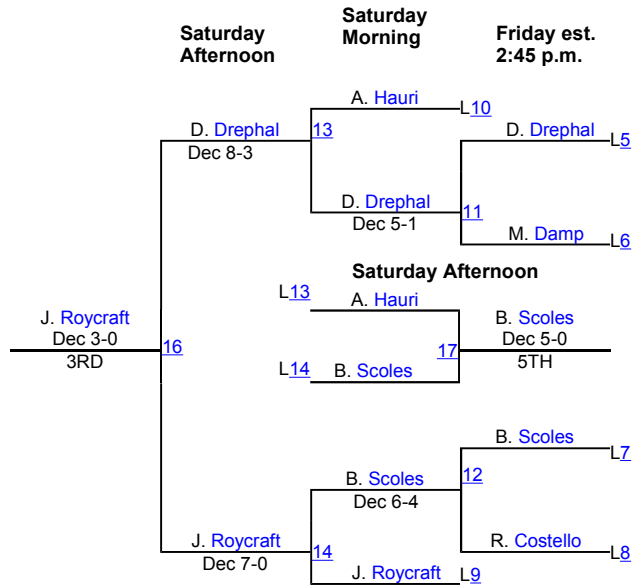 Saturday
Afternoon
Saturday
Morning
Friday est.
2:45 p.m.
A. Hauri
L10
D. Drephal
13
D. Drephal
L5
Dec 8-3
D. Drephal
11
Dec 5-1
M. Damp
L6
Saturday Afternoon
L13
A. Hauri
J. Roycraft
B. Scoles
Dec 3-0
16
17
Dec 5-0
3RD
5TH
L14
B. Scoles
B. Scoles
L7
B. Scoles
12
Dec 6-4
J. Roycraft
14
R. Costello
L8
Dec 7-0
J. Roycraft
L9